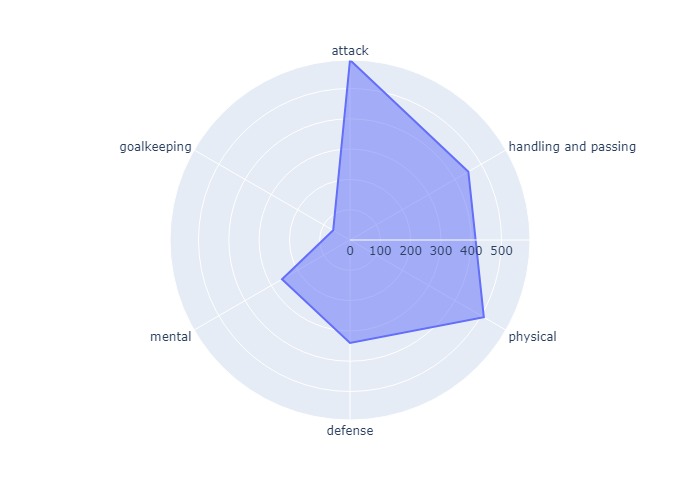 attack
goalkeeping
handling and passing
0 100 200 300 400 500
mental
physical
defense